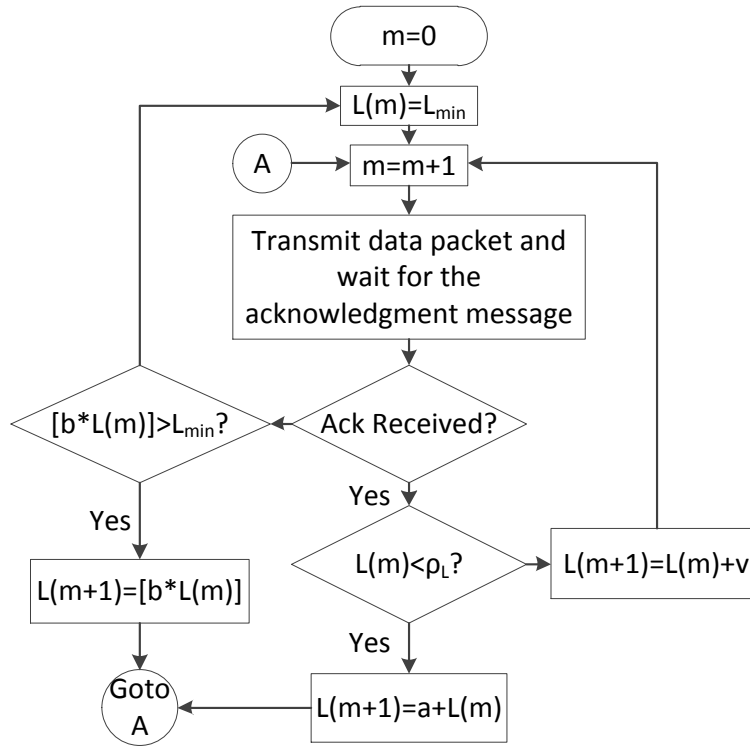 m=0
L(m)=Lmin
A
m=m+1
Transmit data packet and
wait for the
acknowledgment message
[b*L(m)]>Lmin?
Ack Received?
Yes
Yes
L(m)<ρL?
L(m+1)=L(m)+v
L(m+1)=[b*L(m)]
Yes
Goto
A
L(m+1)=a+L(m)